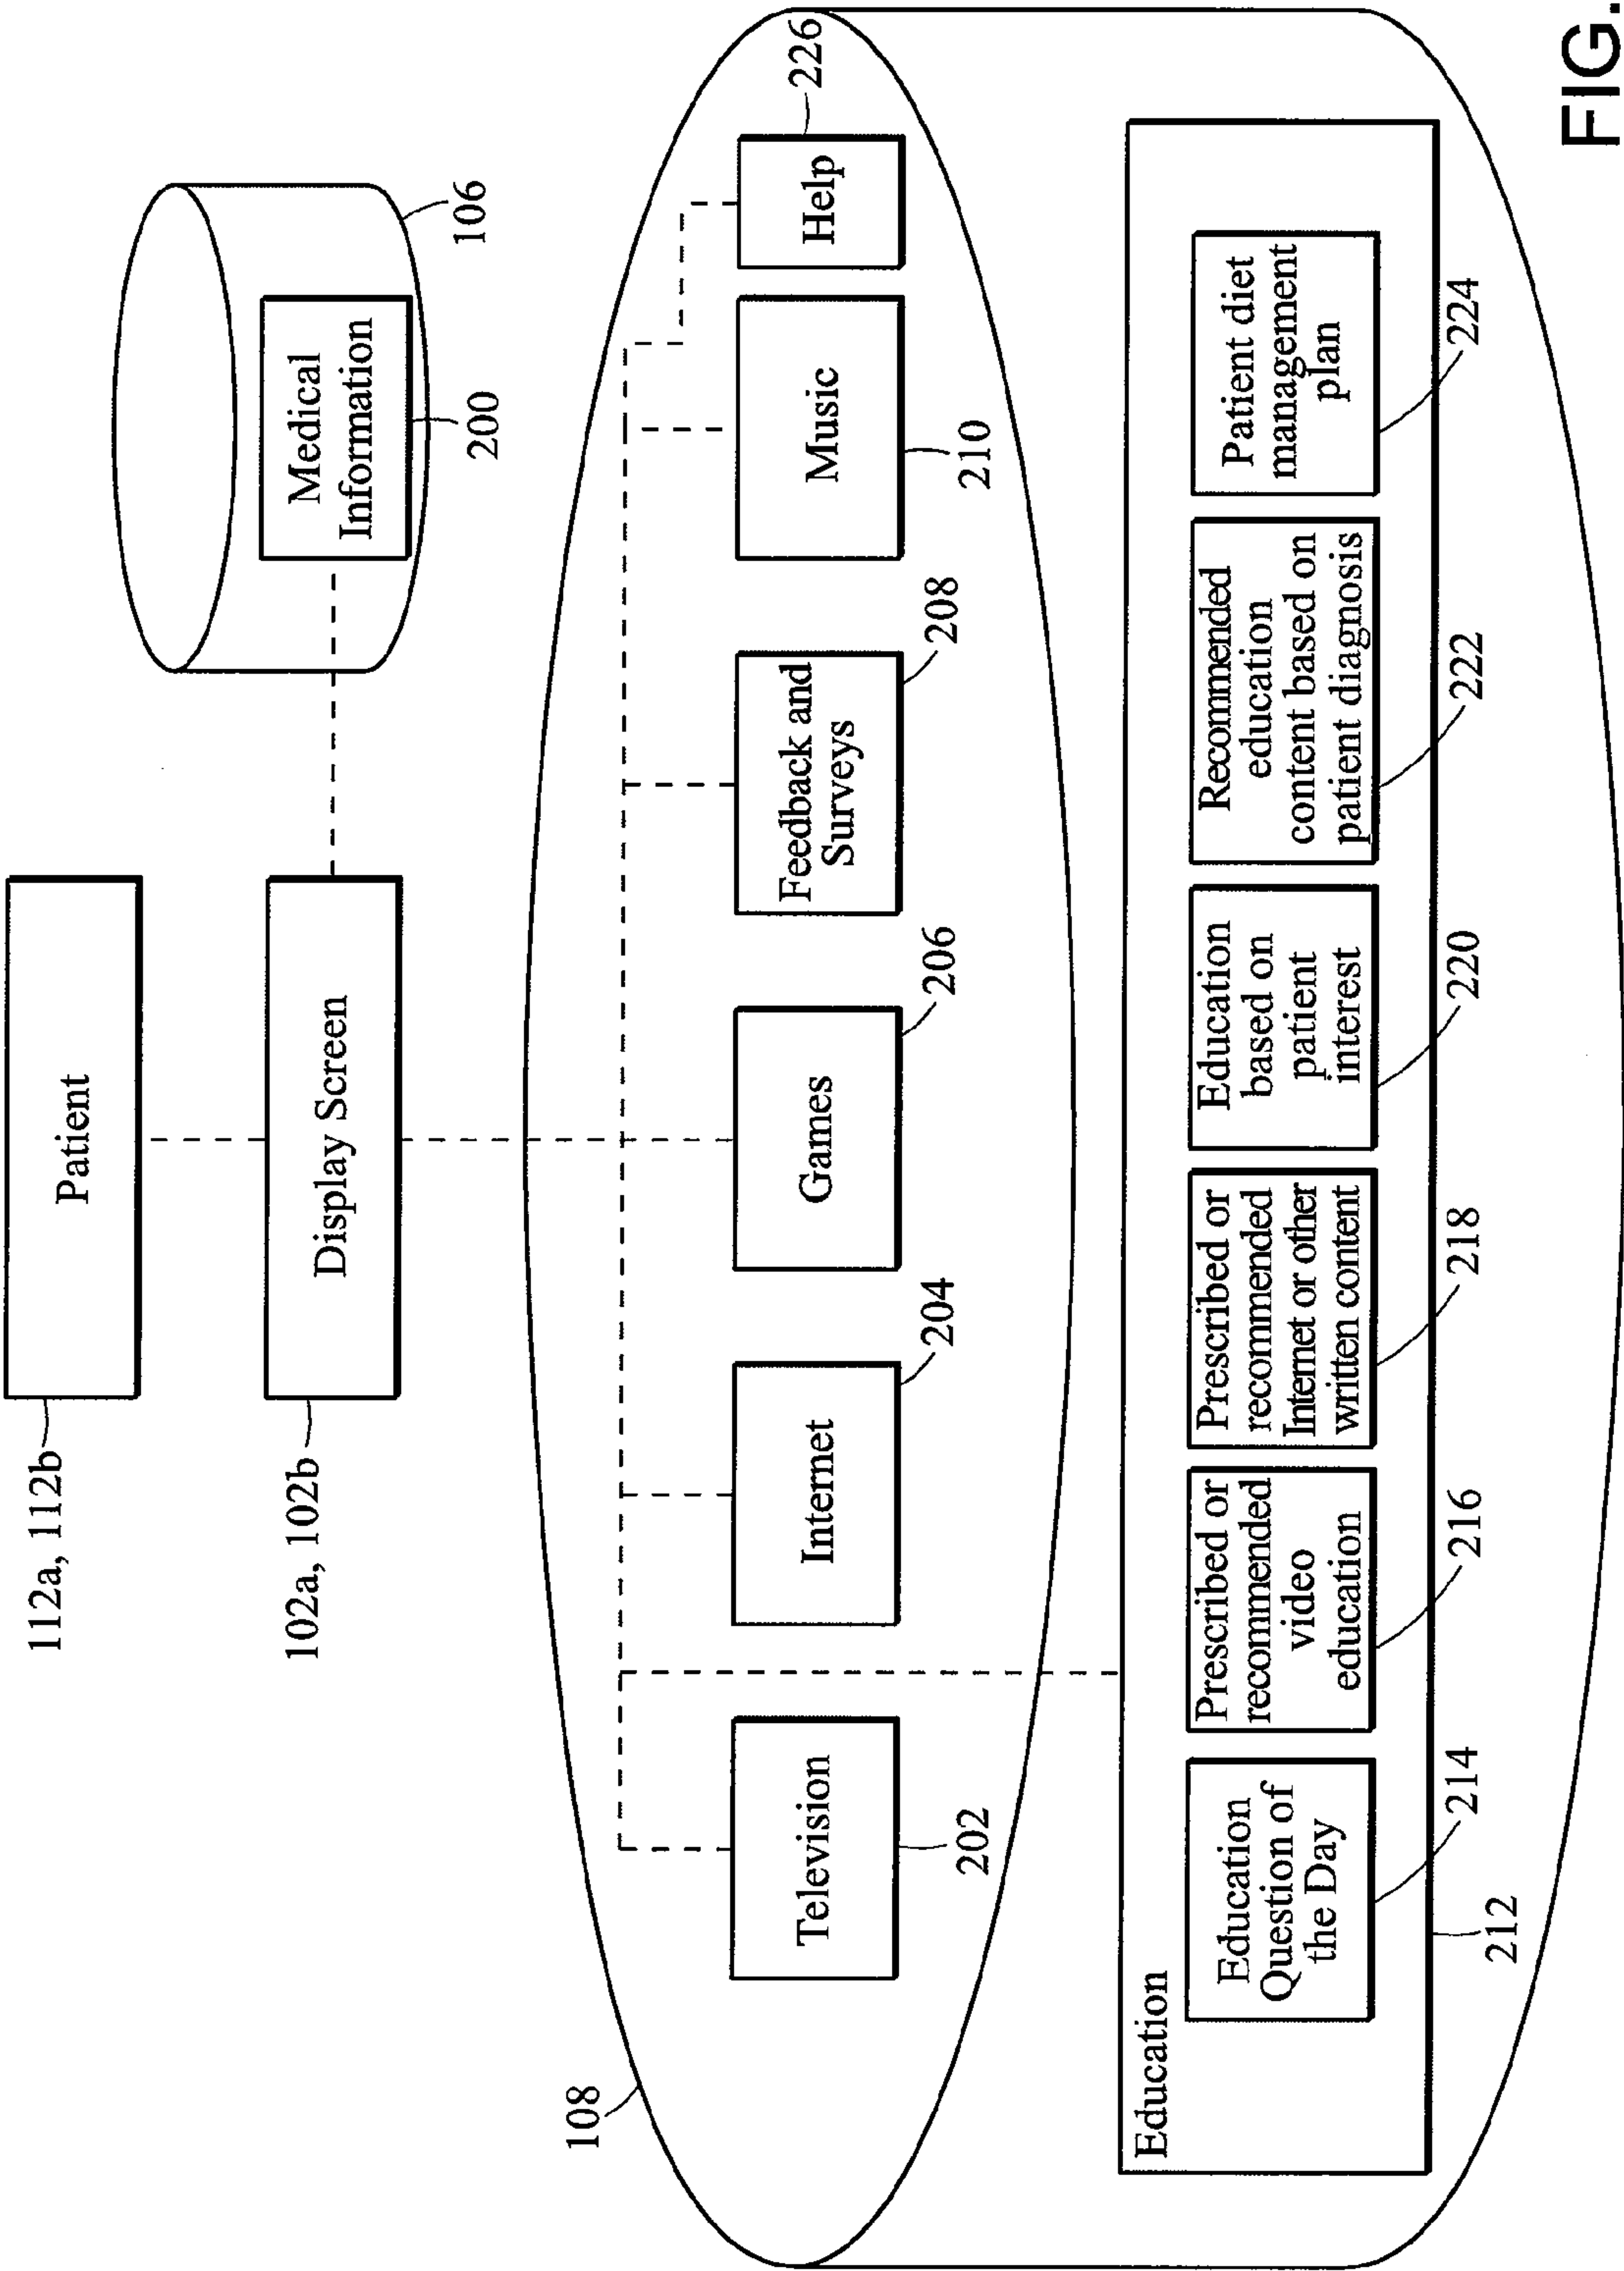 112a, 112b
Patient
102a, 102b
Display Screen
Medical
Information
200
106
108
Television
202
Internet
204
Games
206
Feedback and
Surveys
208
Music
210
Help
226
Education
Education
Question of
the Day
214
Prescribed or
recommended
video
education
216
Prescribed or
recommended
Internet or other
written content
218
Education
based on
patient
interest
220
Recommended
education
content based on
patient diagnosis
222
Patient diet
management
plan
224
212
FIG.